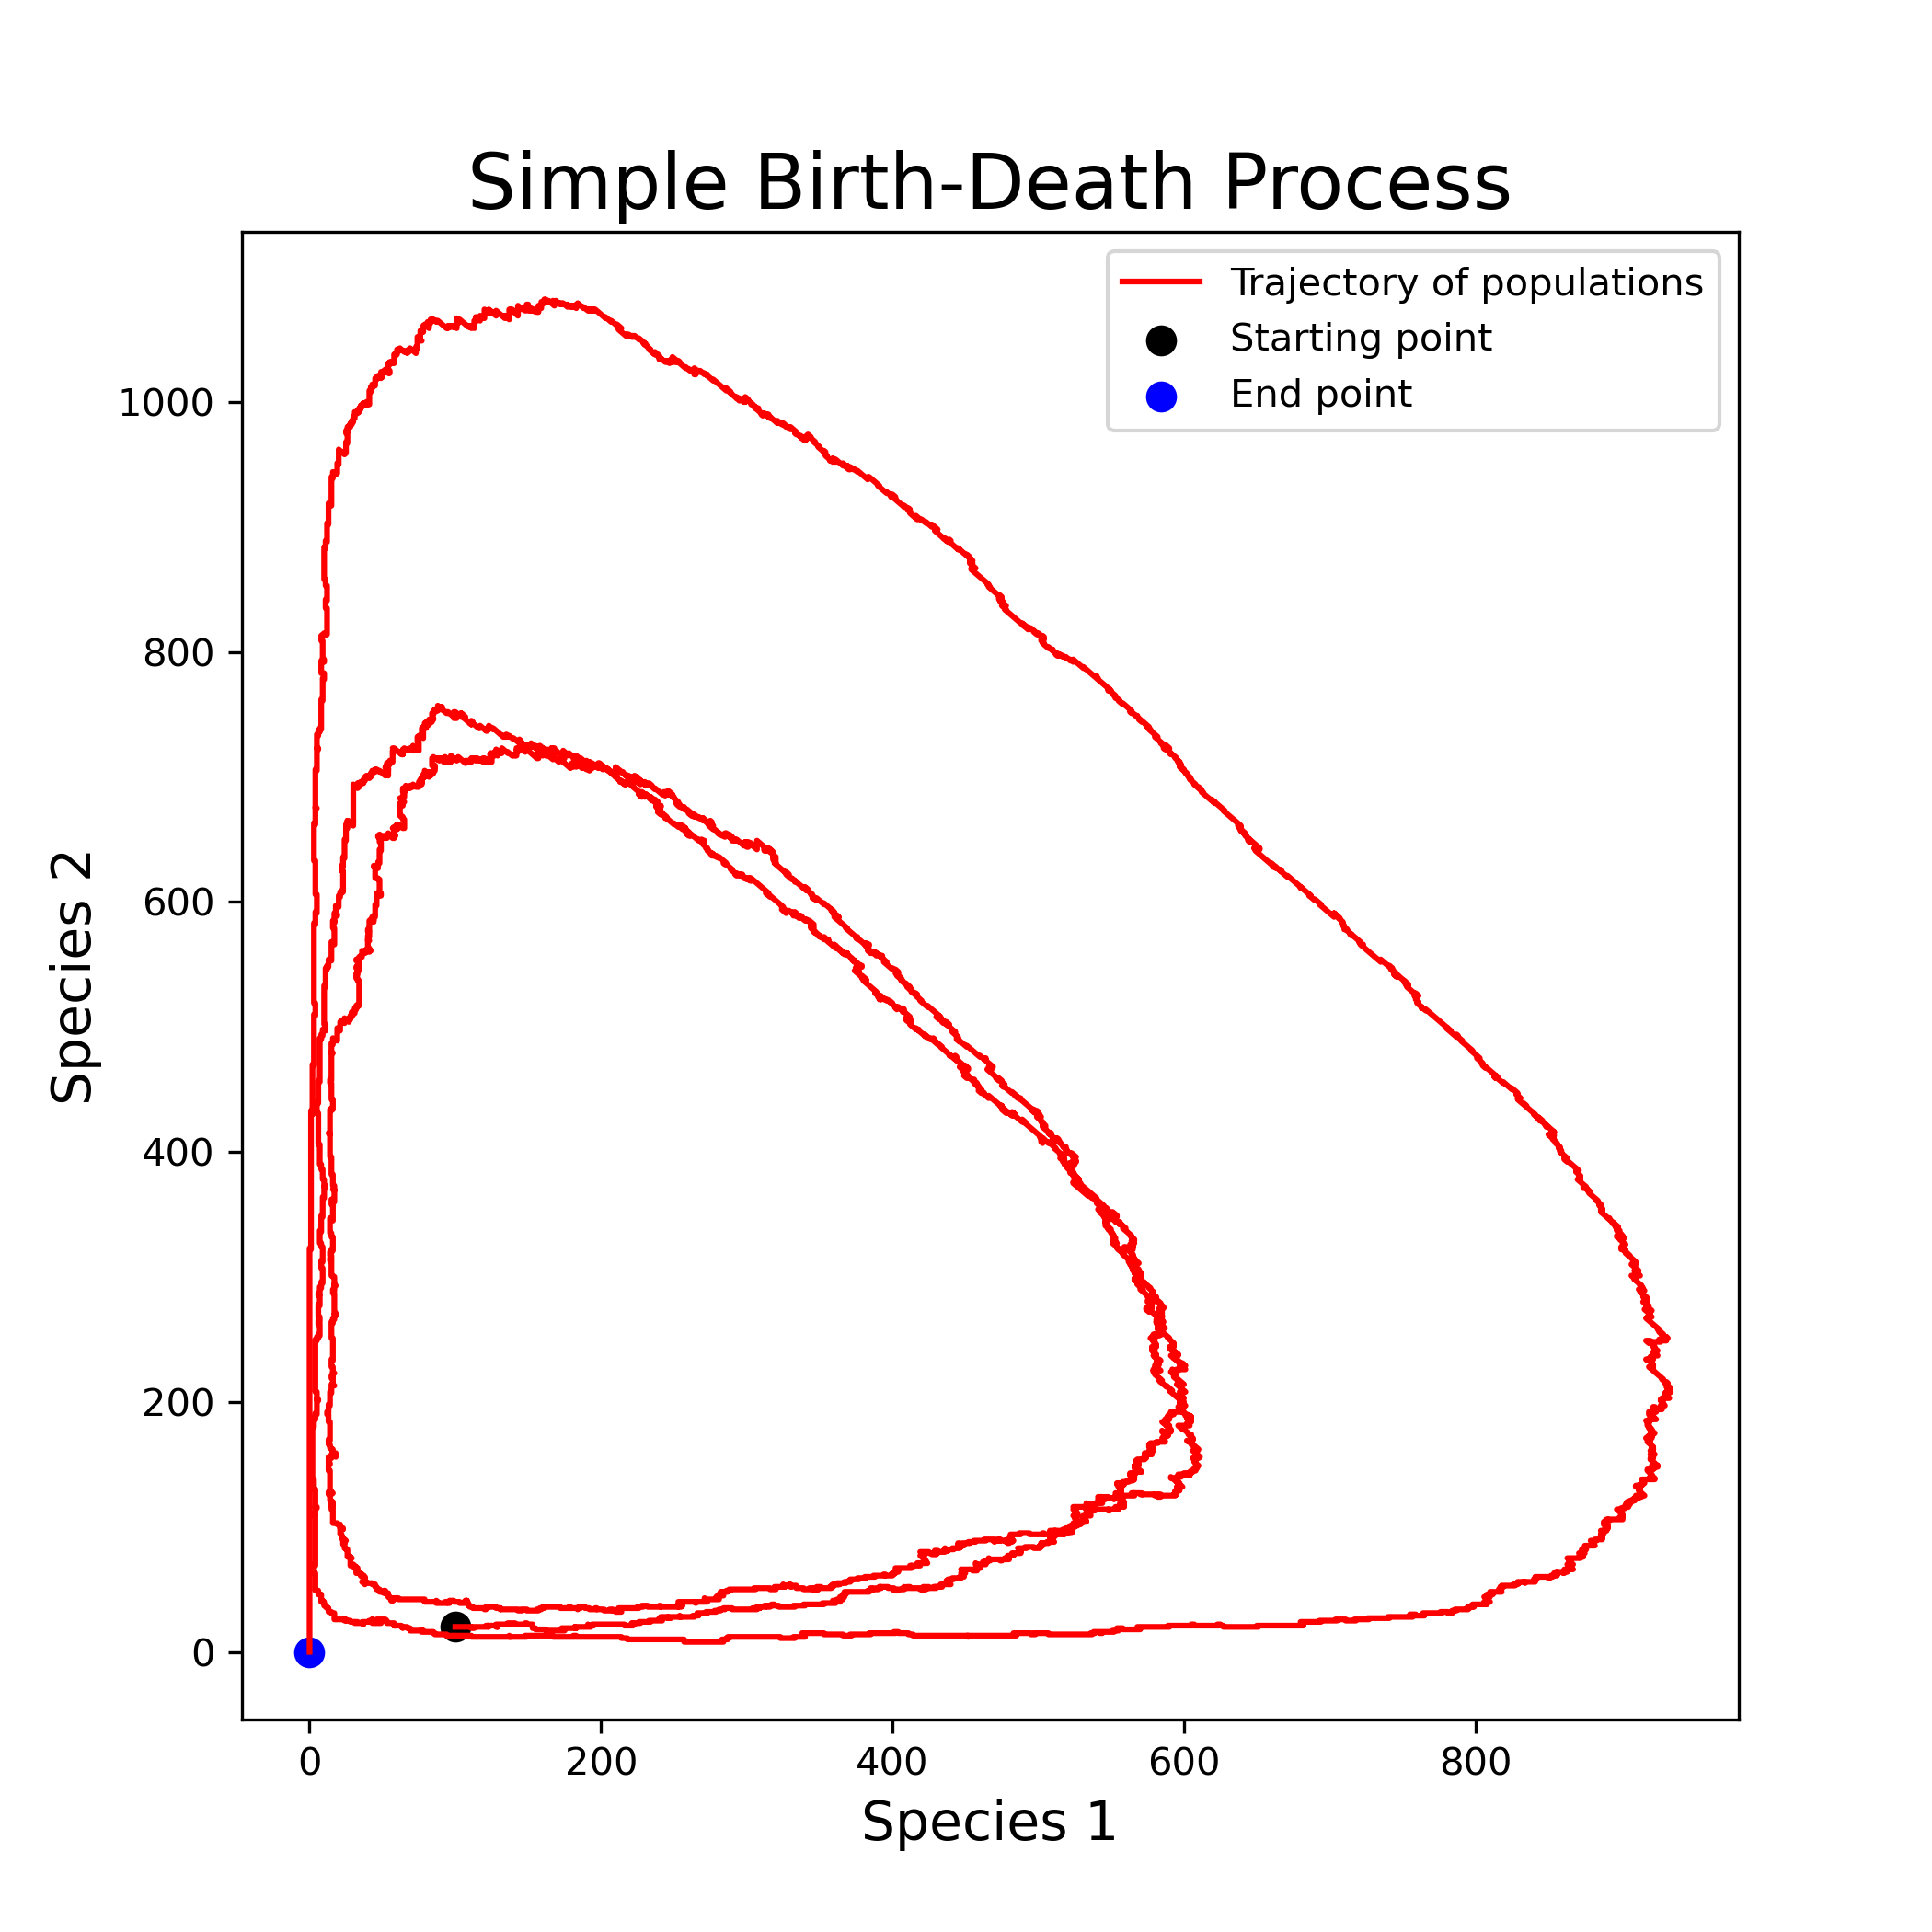 Simple Birth-Death Process
Trajectory of populations
Starting point
End point
1000
800
600
400
200
0
Species 2
0
200
400
600
800
Species 1